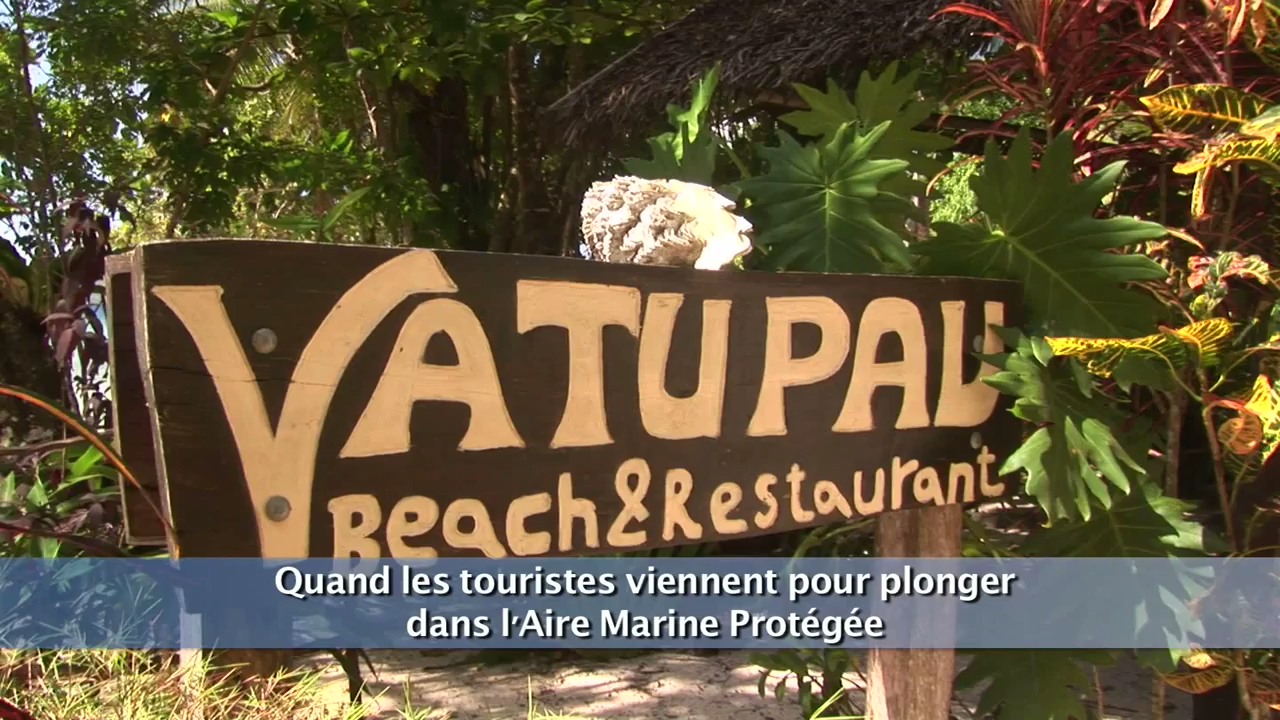 VATUPAU
Beach & Restaurant
Quand les touristes viennent pour plonger
dans l'Aire Marine Protégée